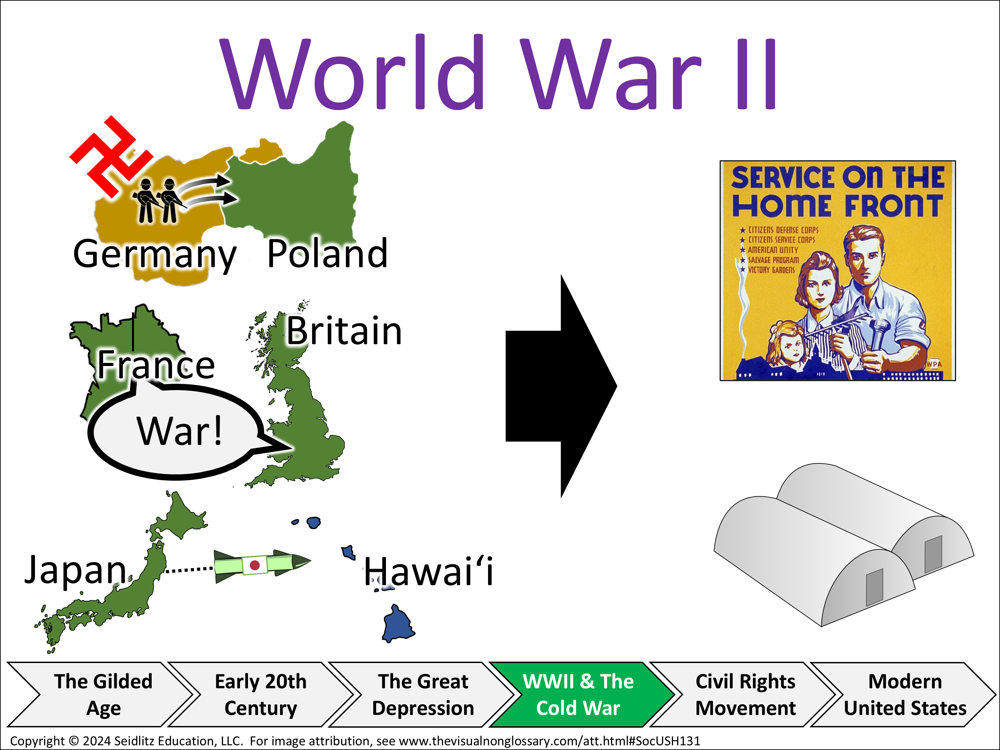 World War II
Germany
Poland
France
Britain
War!
Japan
Hawaiʻi
SERVICE On THE
HOmE FROnT
★ CITIZENS DEFENSE CORPS
★ CITIZENS SERVICE CORPS
★ AMERICAN UNITY
★ SALVAGE PROGRAM
★ VICTORY GARDENS
WPA
The Gilded
Age
Early 20th
Century
The Great
Depression
WWII & The
Cold War
Civil Rights
Movement
Modern
United States
Copyright © 2024 Seidlitz Education, LLC.  For image attribution, see www.thevisualnonglossary.com/att.html#SocUSH131